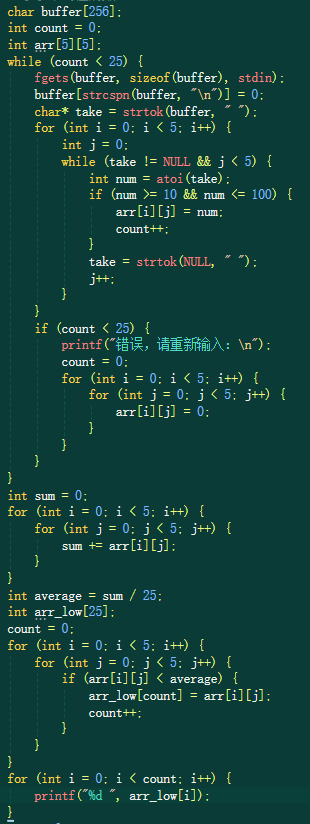 char buffer[256];
int count = 0;
int arr[5][5];
while (count < 25) {
    fgets(buffer, sizeof(buffer), stdin);
    buffer[strcspn(buffer, "\n")] = 0;
    char* take = strtok(buffer, " ");
    for (int i = 0; i < 5; i++) {
        int j = 0;
        while (take != NULL && j < 5) {
            int num = atoi(take);
            if (num >= 10 && num <= 100) {
                arr[i][j] = num;
                count++;
            }
            take = strtok(NULL, " ");
            j++;
        }
    }
    if (count < 25) {
        printf("错误，请重新输入：\n");
        count = 0;
        for (int i = 0; i < 5; i++) {
            for (int j = 0; j < 5; j++) {
                arr[i][j] = 0;
            }
        }
    }
}
int sum = 0;
for (int i = 0; i < 5; i++) {
    for (int j = 0; j < 5; j++) {
        sum += arr[i][j];
    }
}
int average = sum / 25;
int arr_low[25];
count = 0;
for (int i = 0; i < 5; i++) {
    for (int j = 0; j < 5; j++) {
        if (arr[i][j] < average) {
            arr_low[count] = arr[i][j];
            count++;
        }
    }
}
for (int i = 0; i < count; i++) {
    printf("%d ", arr_low[i]);
}